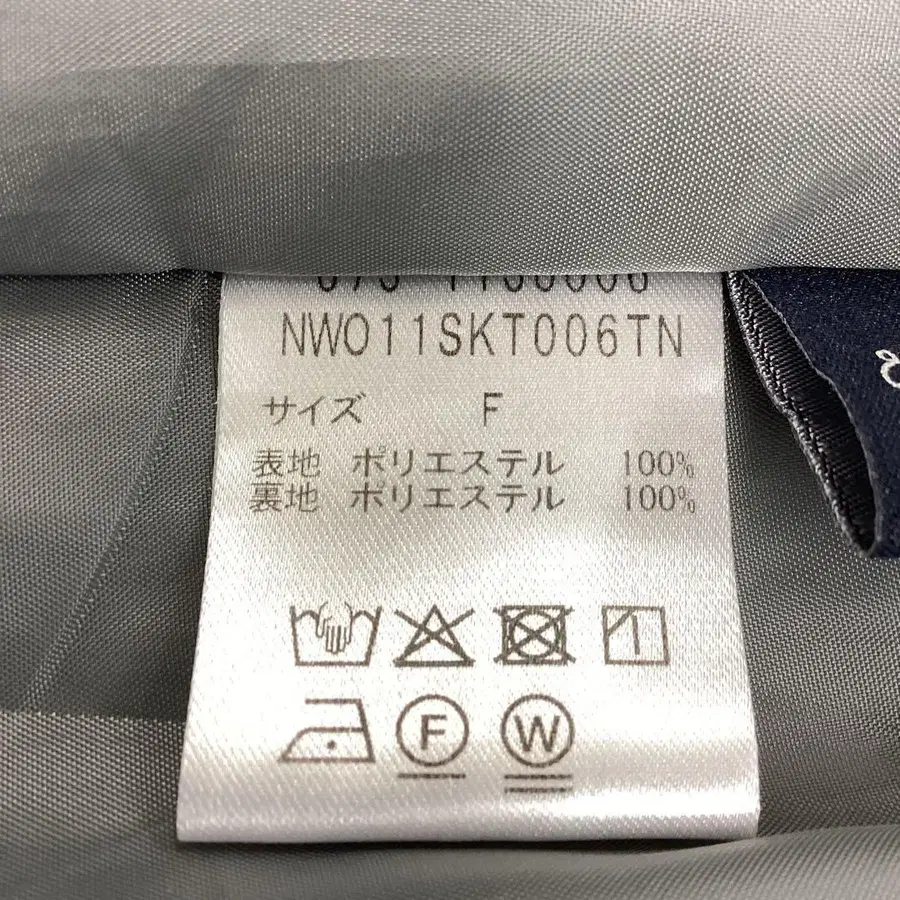 NW011SKT006TN
サイズ F
表地 ポリエステル 100%
裏地 ポリエステル 100%
F W